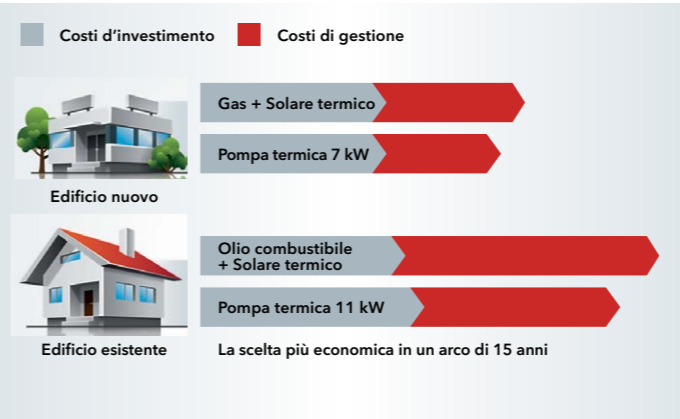 Costi d'investimento
Costi di gestione
Gas + Solare termico
Pompa termica 7 kW
Edificio nuovo
Olio combustibile
+ Solare termico
Pompa termica 11 kW
Edificio esistente
La scelta più economica in un arco di 15 anni